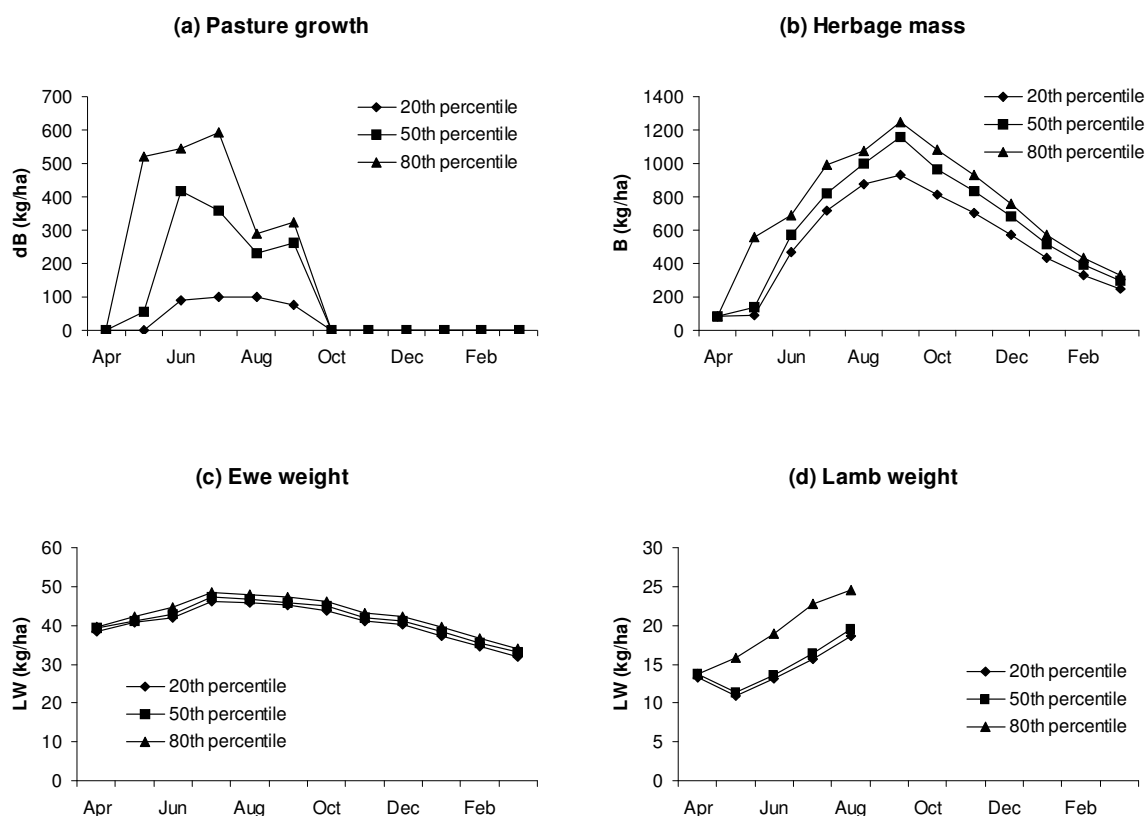 (a) Pasture growth
700
600
500
400
300
200
100
0
dB (kg/ha)
Apr Jun Aug Oct Dec Feb
20th percentile
50th percentile
80th percentile
(b) Herbage mass
1400
1200
1000
800
600
400
200
0
B (kg/ha)
Apr Jun Aug Oct Dec Feb
20th percentile
50th percentile
80th percentile
(c) Ewe weight
60
50
40
30
20
10
0
LW (kg/ha)
Apr Jun Aug Oct Dec Feb
20th percentile
50th percentile
80th percentile
(d) Lamb weight
30
25
20
15
10
5
0
LW (kg/ha)
Apr Jun Aug Oct Dec Feb
20th percentile
50th percentile
80th percentile